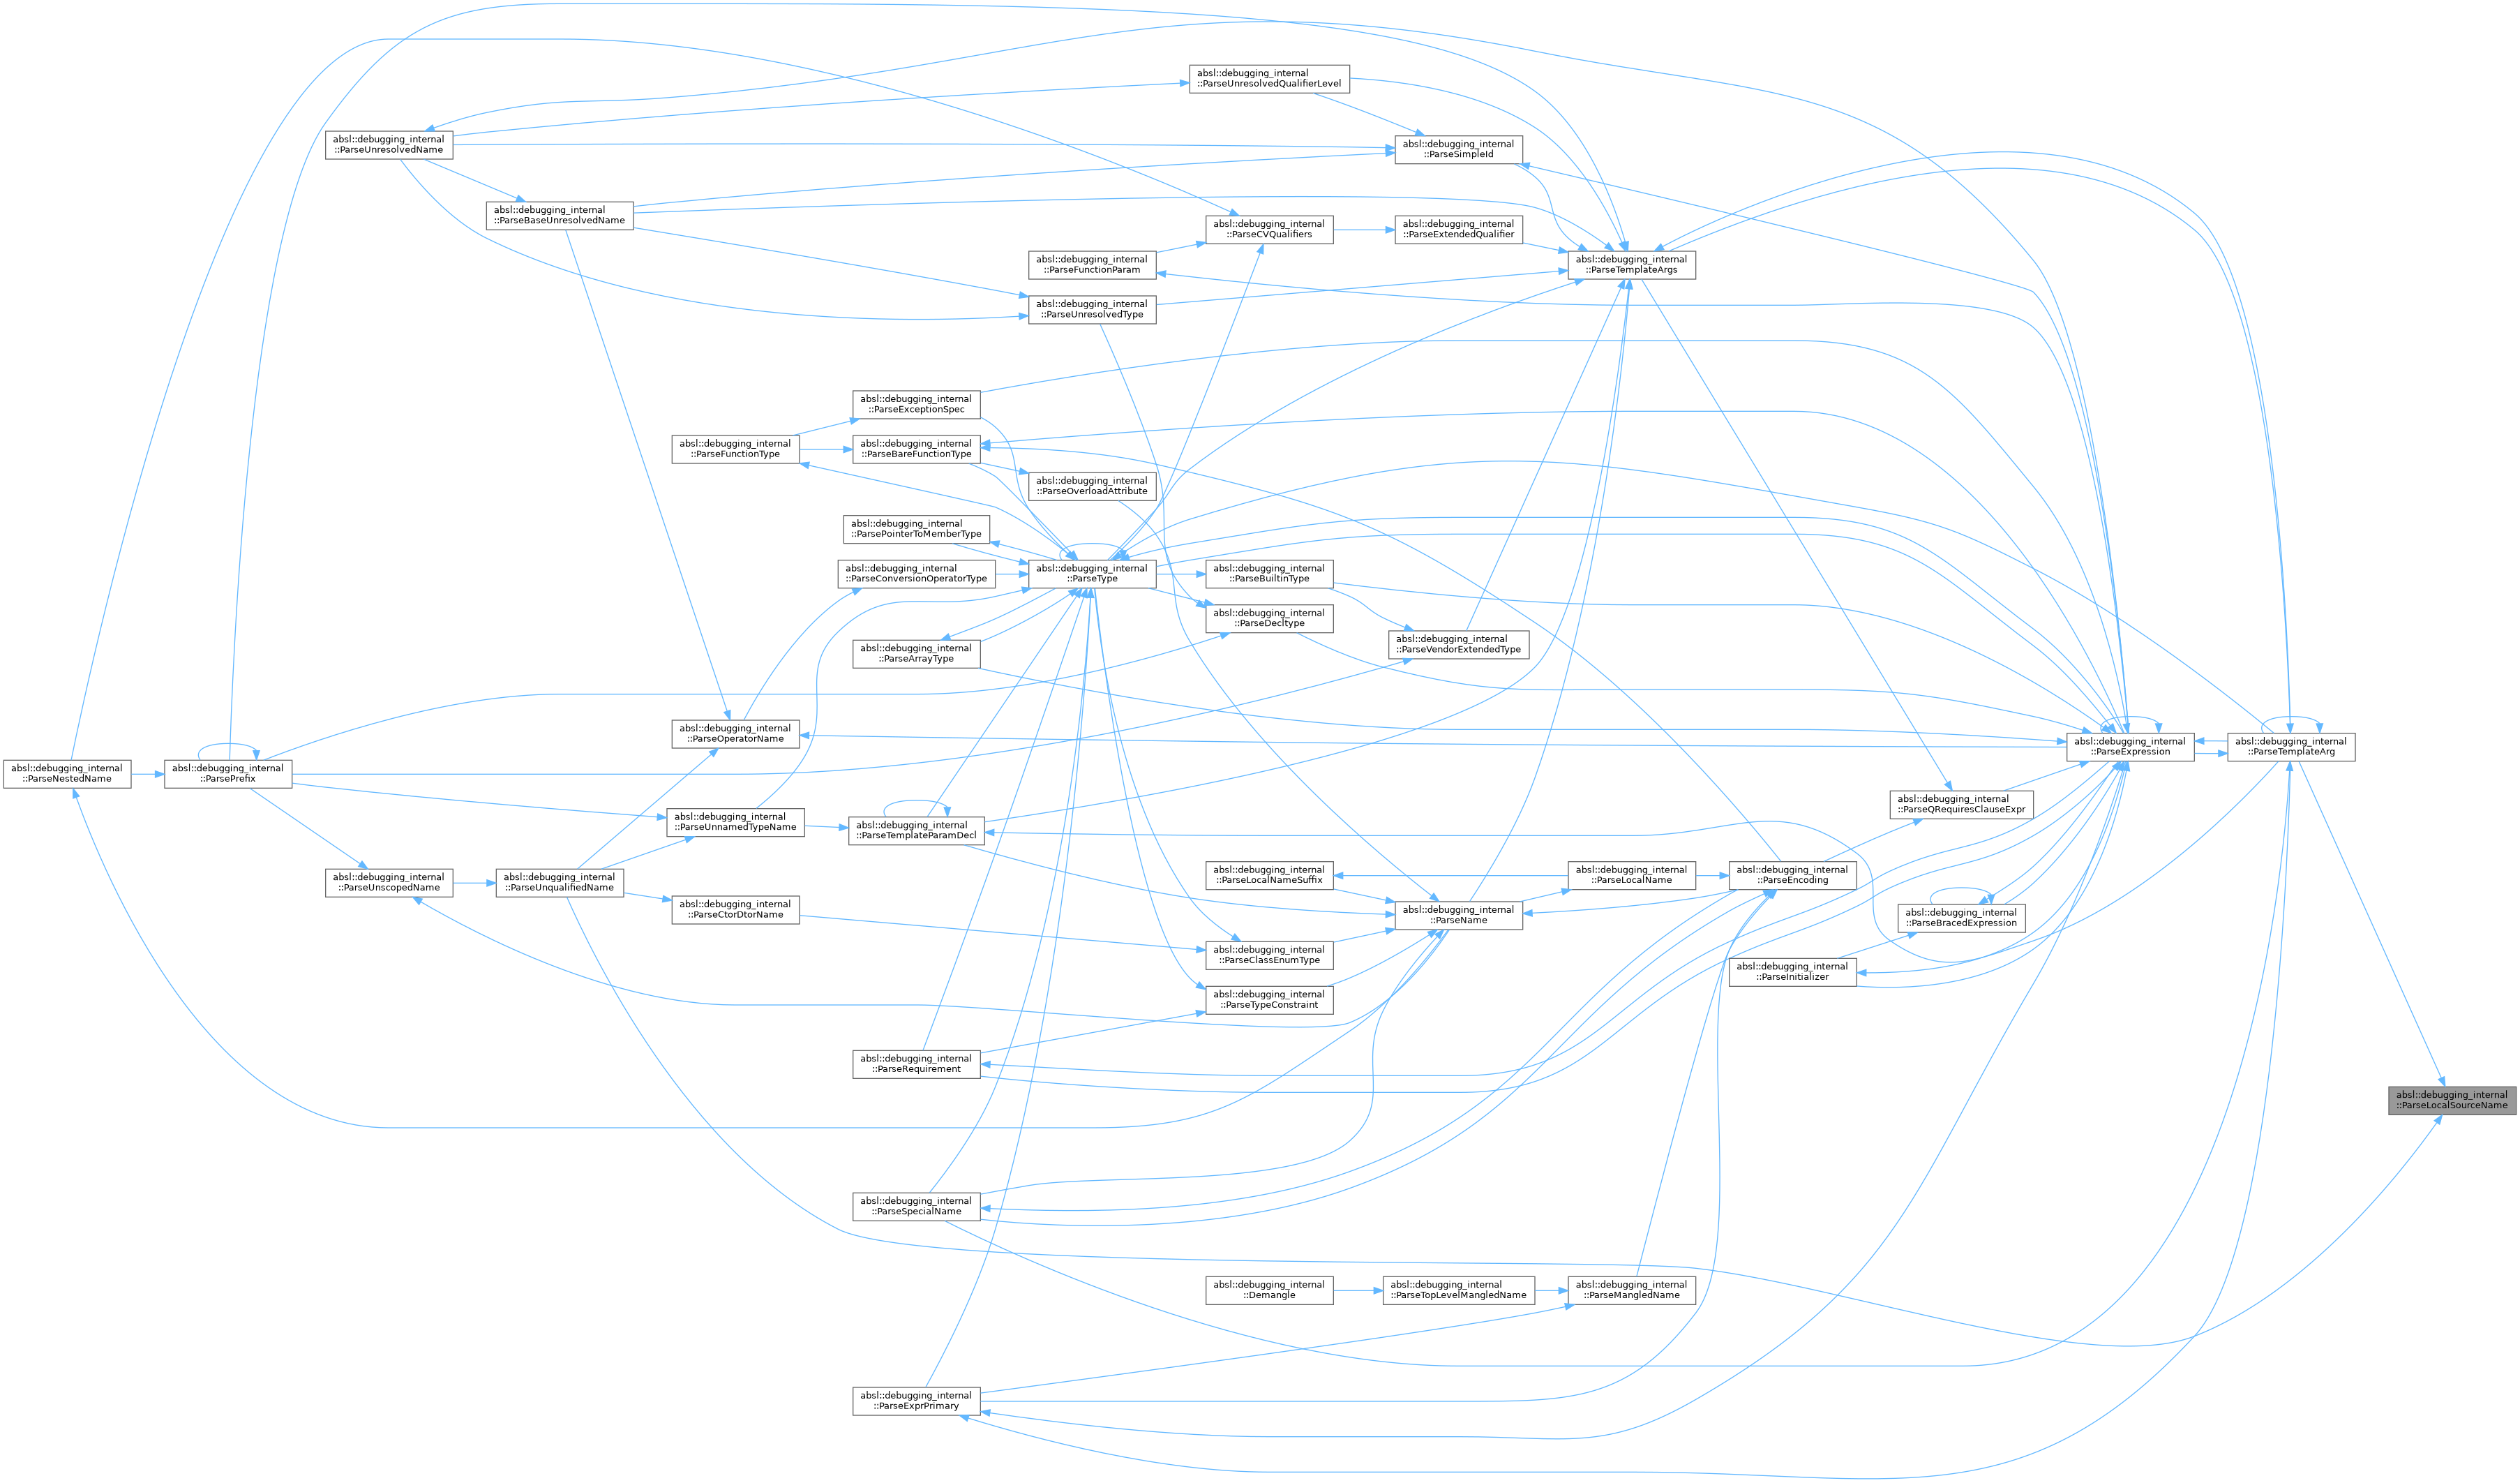 absl::debugging_internal
::ParseUnresolvedQualifierLevel
absl::debugging_internal
::ParseUnresolvedName
absl::debugging_internal
::ParseSimpleId
absl::debugging_internal
::ParseBaseUnresolvedName
absl::debugging_internal
::ParseCVQualifiers
absl::debugging_internal
::ParseExtendedQualifier
absl::debugging_internal
::ParseFunctionParam
absl::debugging_internal
::ParseTemplateArgs
absl::debugging_internal
::ParseUnresolvedType
absl::debugging_internal
::ParseExceptionSpec
absl::debugging_internal
::ParseFunctionType
absl::debugging_internal
::ParseBareFunctionType
absl::debugging_internal
::ParseOverloadAttribute
absl::debugging_internal
::ParsePointerToMemberType
absl::debugging_internal
::ParseConversionOperatorType
absl::debugging_internal
::ParseType
absl::debugging_internal
::ParseBuiltinType
absl::debugging_internal
::ParseDecltype
absl::debugging_internal
::ParseVendorExtendedType
absl::debugging_internal
::ParseArrayType
absl::debugging_internal
::ParseOperatorName
absl::debugging_internal
::ParseExpression
absl::debugging_internal
::ParseTemplateArg
absl::debugging_internal
::ParseNestedName
absl::debugging_internal
::ParsePrefix
absl::debugging_internal
::ParseQRequiresClauseExpr
absl::debugging_internal
::ParseUnnamedTypeName
absl::debugging_internal
::ParseTemplateParamDecl
absl::debugging_internal
::ParseUnscopedName
absl::debugging_internal
::ParseUnqualifiedName
absl::debugging_internal
::ParseLocalNameSuffix
absl::debugging_internal
::ParseLocalName
absl::debugging_internal
::ParseEncoding
absl::debugging_internal
::ParseCtorDtorName
absl::debugging_internal
::ParseName
absl::debugging_internal
::ParseBracedExpression
absl::debugging_internal
::ParseClassEnumType
absl::debugging_internal
::ParseInitializer
absl::debugging_internal
::ParseTypeConstraint
absl::debugging_internal
::ParseRequirement
absl::debugging_internal
::ParseLocalSourceName
absl::debugging_internal
::ParseSpecialName
absl::debugging_internal
::Demangle
absl::debugging_internal
::ParseTopLevelMangledName
absl::debugging_internal
::ParseMangledName
absl::debugging_internal
::ParseExprPrimary